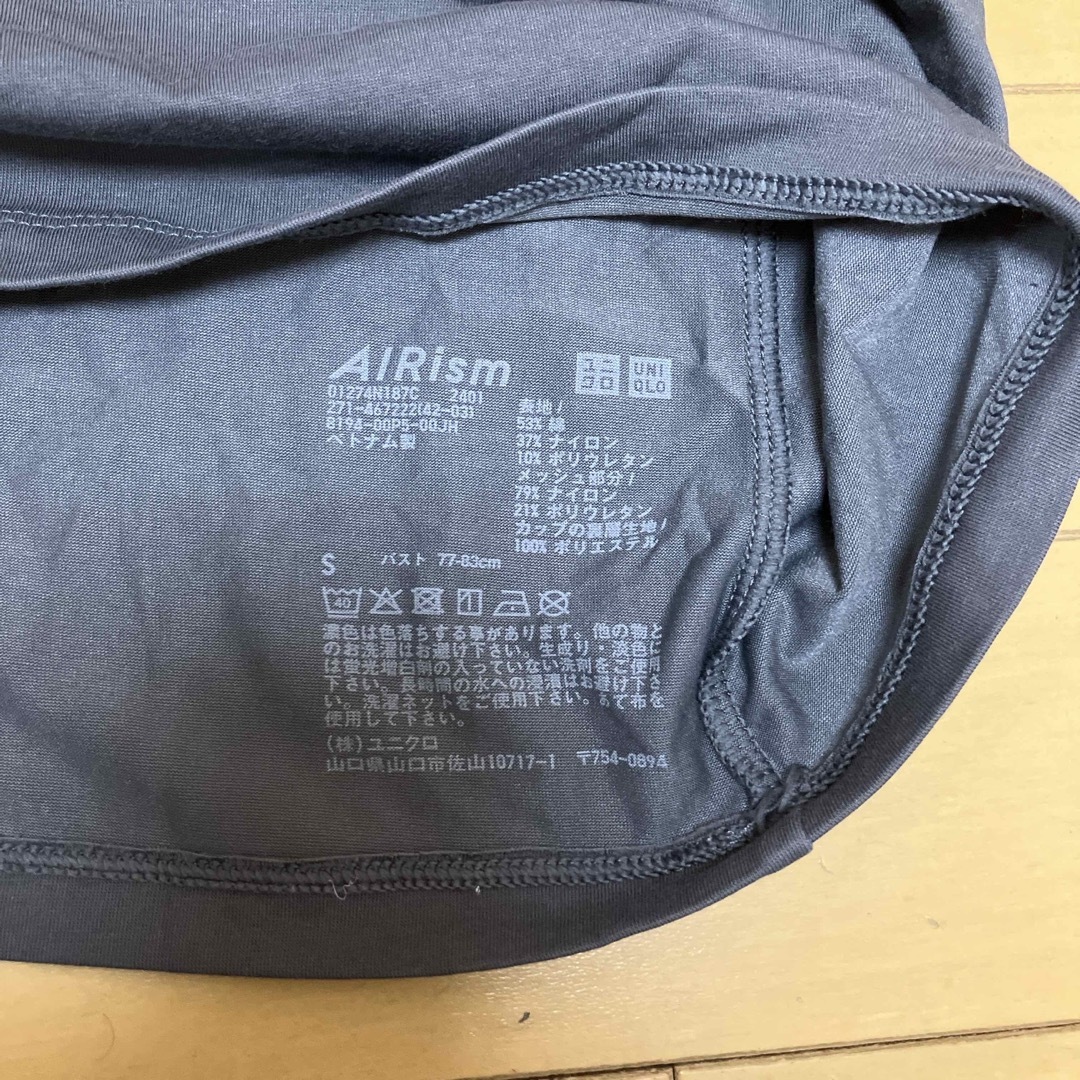 AIRism
01274N187C 2401
271-467222(42-03)
8194-00P5-00JH
ベトナム製
ユニクロ
UNIQLO
表地/
53% 綿
37% ナイロン
10% ポリウレタン
メッシュ部分/
79% ナイロン
21% ポリウレタン
カップの裏側生地/
100% ポリエステル
S バスト 77-83cm
40
濃色は色落ちする事があります。他の物と
のお洗濯はお避け下さい。生成り・淡色に
は蛍光増白剤の入っていない洗剤をご使用
下さい。長時間の水への浸漬はお避け下さ
い。洗濯ネットをご使用下さい。あて布を
使用して下さい。
(株)ユニクロ
山口県山口市佐山10717-1 〒754-0894